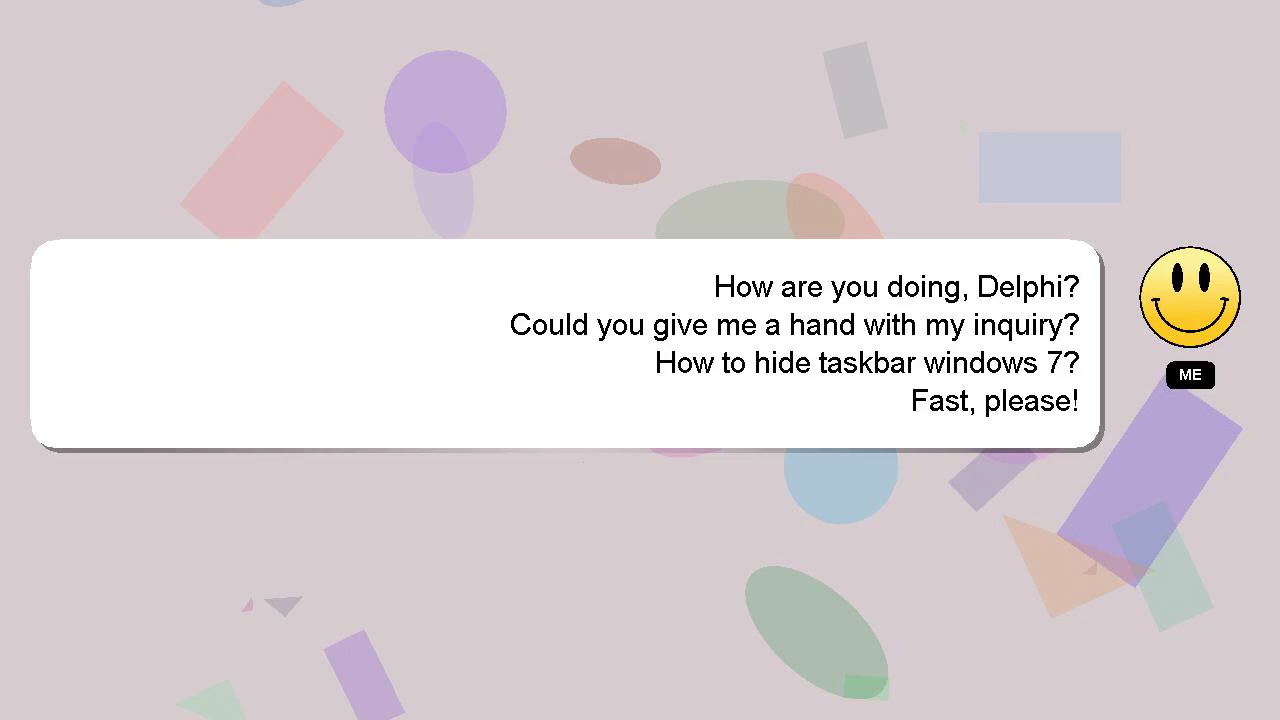 How are you doing, Delphi?
Could you give me a hand with my inquiry?
How to hide taskbar windows 7?
Fast, please!
ME